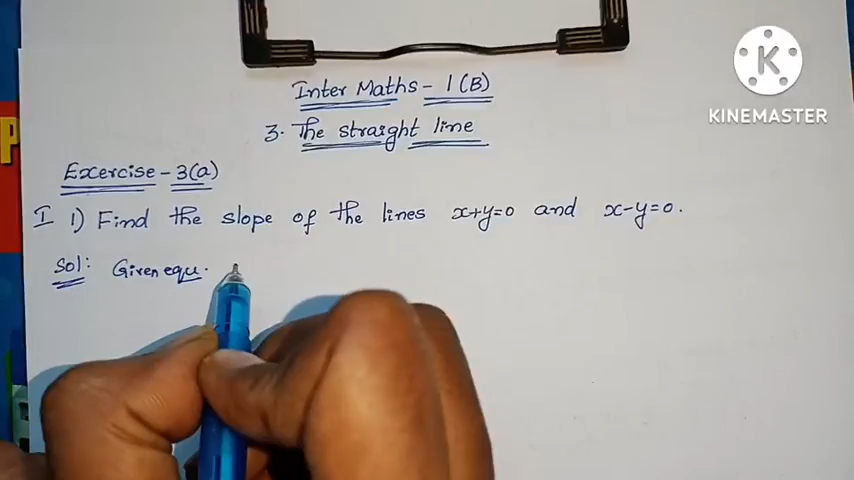 Inter Maths - 1(B)
3. The straight line
Exercise - 3(a)
I 1) Find the slope of the lines x+y=0 and x-y=0.
Sol: Given equ.
KINEMASTER
P